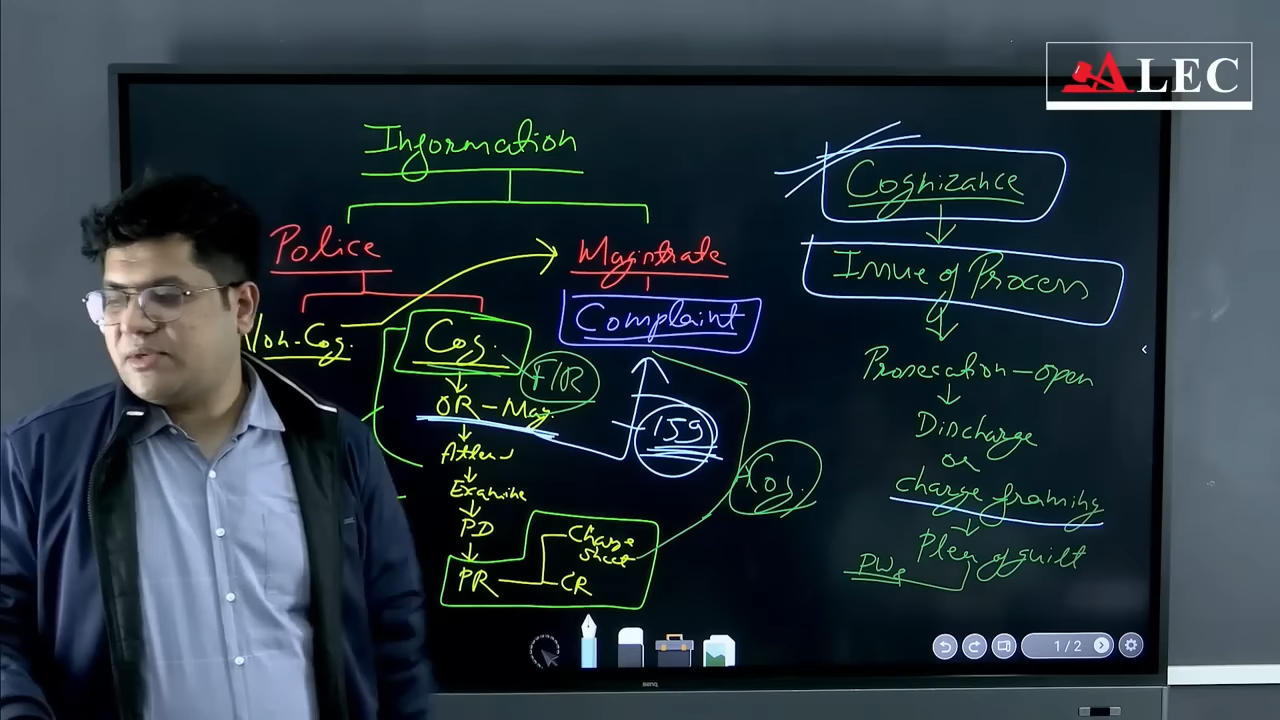 ALEC
Information
Police
Magistrate
Non-Cog.
Cog.
Complaint
FIR
OR - Mag.
159
Atten
Examine
PD
PR
Charge
Sheet
CR
Cog.
Cognizance
Issue of Process
Prosecution - open
Discharge
or
charge framing
Plea of guilt
PWs
1/2
BenQ